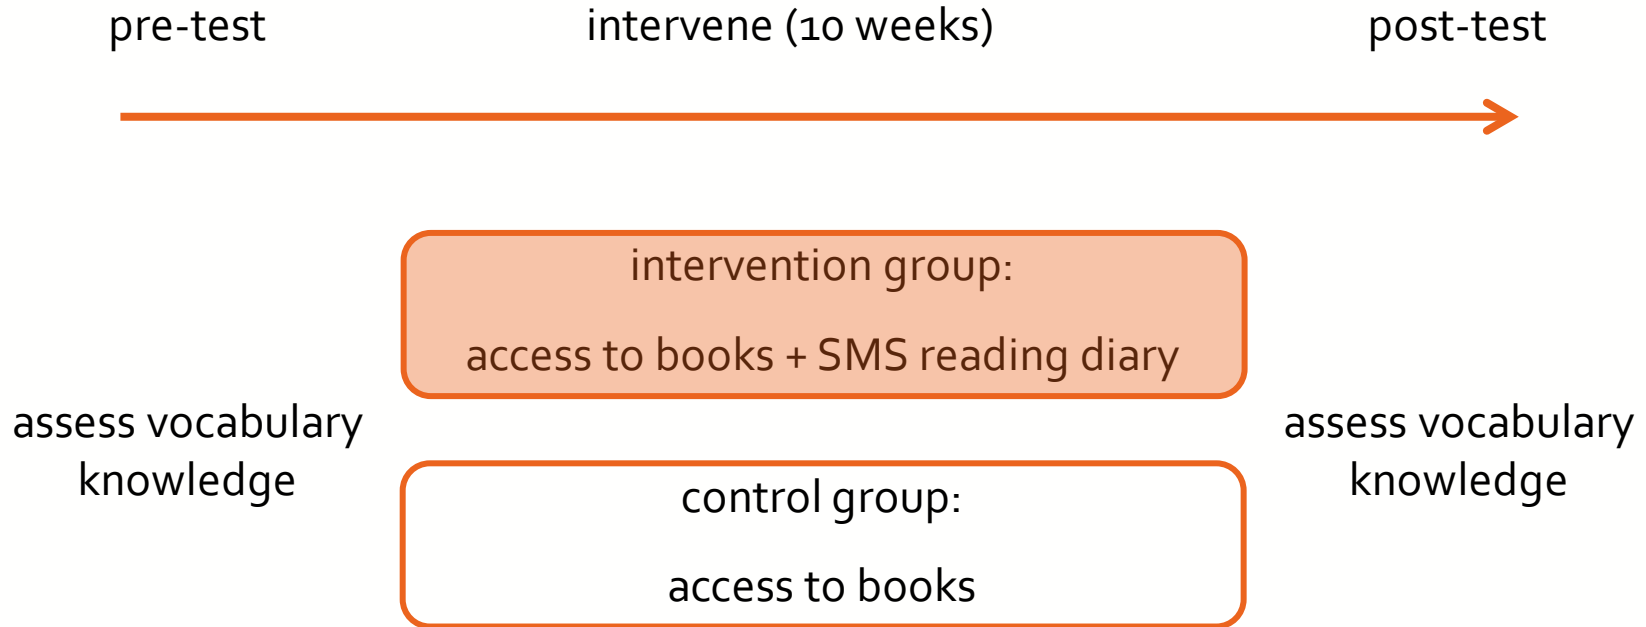 pre-test
intervene (10 weeks)
post-test
intervention group:
access to books + SMS reading diary
assess vocabulary
knowledge
control group:
access to books
assess vocabulary
knowledge